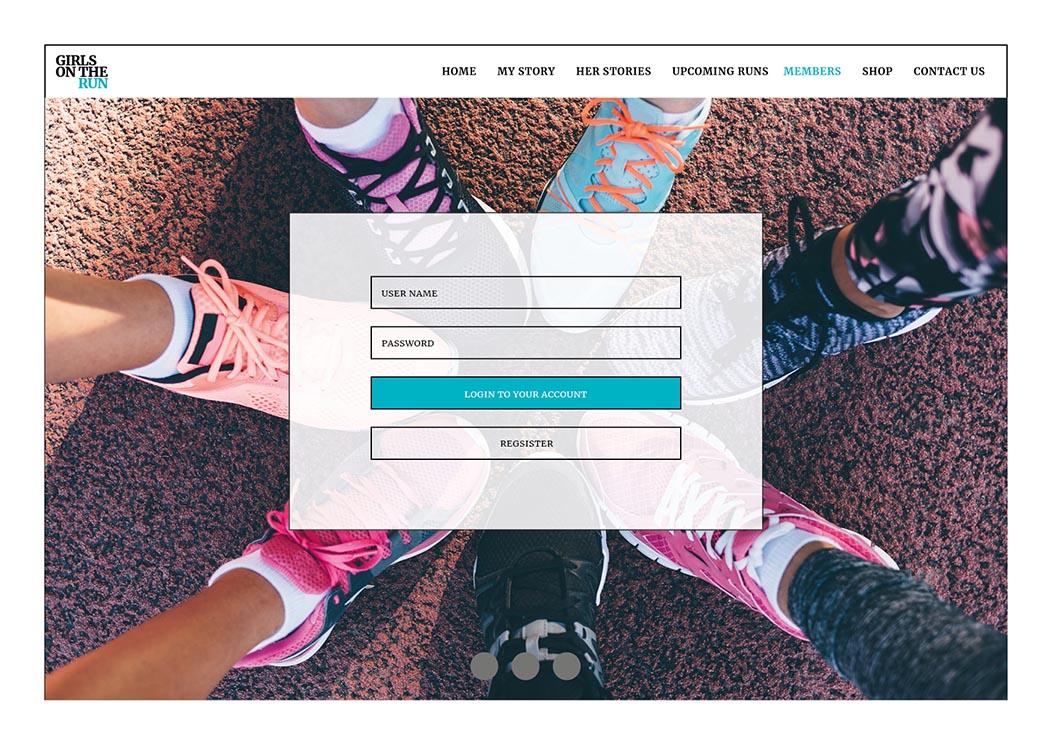 GIRLS
ON THE
RUN
HOME MY STORY HER STORIES UPCOMING RUNS MEMBERS SHOP CONTACT US
USER NAME
PASSWORD
LOGIN TO YOUR ACCOUNT
REGSISTER